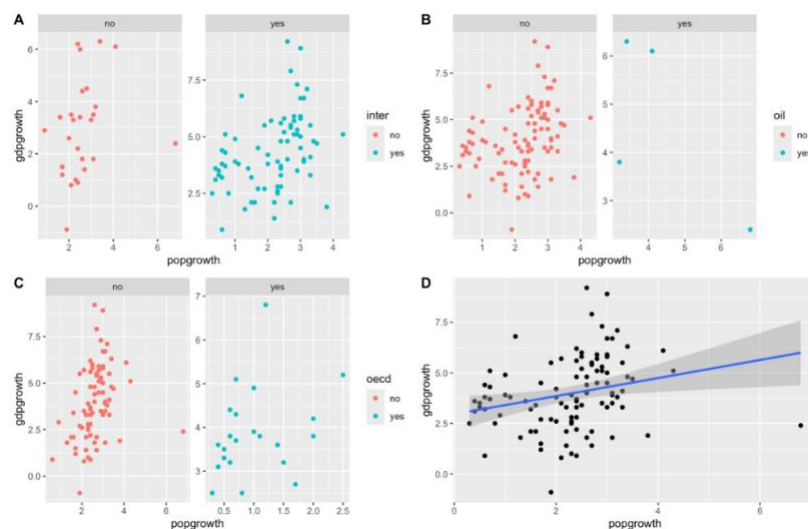 A
no
yes
gdpgrowth
6
4
2
0
7.5
5.0
2.5
2 4 6
1 2 3 4
popgrowth
inter
no
yes
B
no
yes
gdpgrowth
7.5
5.0
2.5
0.0
6
5
4
3
1 2 3 4
4 5 6
popgrowth
oil
no
yes
C
no
yes
gdpgrowth
7.5
5.0
2.5
0.0
7
6
5
4
3
2 4 6
0.5 1.0 1.5 2.0 2.5
popgrowth
oecd
no
yes
D
gdpgrowth
7.5
5.0
2.5
0.0
0 2 4 6
popgrowth